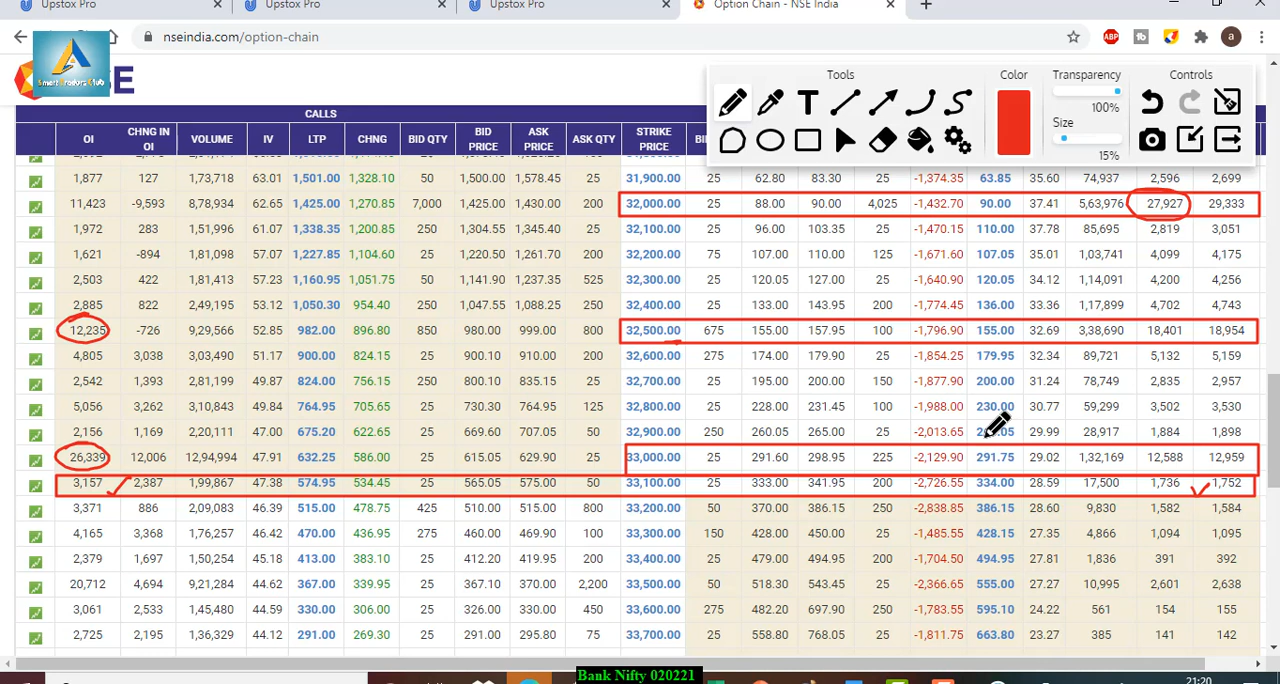 Upstox Pro
Upstox Pro
Upstox Pro
Option Chain - NSE India
nseindia.com/option-chain
ABP
a
Smart Traders Club
E
Tools
Color
Transparency
Controls
100%
Size
15%
CALLS
OI CHNG IN OI VOLUME IV LTP CHNG BID QTY BID PRICE ASK PRICE ASK QTY STRIKE PRICE
1,877 127 1,73,718 63.01 1,501.00 1,328.10 50 1,500.00 1,578.45 25 31,900.00 25 62.80 83.30 25 -1,374.35 63.85 35.60 74,937 2,596 2,699
11,423 -9,593 8,78,934 62.65 1,425.00 1,270.85 7,000 1,425.00 1,430.00 200 32,000.00 25 88.00 90.00 4,025 -1,432.70 90.00 37.41 5,63,976 27,927 29,333
1,972 283 1,51,996 61.07 1,338.35 1,200.85 250 1,304.55 1,345.40 25 32,100.00 25 96.00 103.35 25 -1,470.15 110.00 37.78 85,695 2,819 3,051
1,621 -894 1,81,098 57.07 1,227.85 1,104.60 250 1,220.50 1,261.70 200 32,200.00 75 107.00 110.00 125 -1,671.60 107.05 35.01 1,03,741 4,099 4,175
2,503 422 1,81,413 57.23 1,160.95 1,051.75 50 1,141.90 1,237.35 525 32,300.00 25 120.05 127.00 25 -1,640.90 120.05 34.12 1,14,091 4,200 4,256
2,885 822 2,49,195 53.12 1,050.30 954.40 250 1,047.55 1,088.25 250 32,400.00 25 133.00 143.95 25 -1,774.45 136.00 33.36 1,17,899 4,702 4,743
12,235 -726 9,29,566 52.85 982.00 896.80 850 980.00 999.00 800 32,500.00 675 155.00 157.95 100 -1,796.90 155.00 32.69 3,38,690 18,401 18,954
4,805 3,038 3,03,490 51.17 900.00 824.15 25 900.10 910.00 200 32,600.00 275 174.00 179.90 25 -1,854.25 179.95 32.34 89,721 5,132 5,159
2,542 1,393 2,81,199 49.87 824.00 756.15 250 800.10 835.15 25 32,700.00 25 195.00 200.00 150 -1,877.90 200.00 31.24 78,749 2,835 2,957
5,056 3,262 3,10,843 49.84 764.95 705.65 25 730.30 764.95 125 32,800.00 25 228.00 231.45 100 -1,988.00 230.00 30.77 59,299 3,502 3,530
2,156 1,169 2,20,111 47.00 675.20 622.65 25 669.60 707.05 50 32,900.00 250 260.05 265.00 25 -2,013.65 29.99 28,917 1,884 1,898
26,339 12,006 12,94,994 47.91 632.25 586.00 25 615.05 629.90 25 33,000.00 25 291.60 298.95 225 -2,129.90 291.75 29.02 1,32,169 12,588 12,959
3,157 2,387 1,99,867 47.38 574.95 534.45 25 565.05 575.00 50 33,100.00 25 333.00 341.95 200 -2,726.55 334.00 28.59 17,500 1,736 1,752
3,371 886 2,09,083 46.39 515.00 478.75 425 510.00 515.00 800 33,200.00 50 370.00 386.15 250 -2,838.85 386.15 28.60 9,830 1,582 1,584
4,165 3,368 1,76,257 46.42 470.00 436.95 275 460.00 469.90 100 33,300.00 150 428.00 450.00 25 -1,485.55 428.15 27.35 4,866 1,094 1,095
2,379 1,697 1,50,254 45.18 413.00 383.10 25 412.20 419.95 100 33,400.00 25 479.00 494.95 25 -1,704.50 494.95 28.06 1,836 391 392
20,712 4,694 9,21,284 44.62 367.00 339.95 25 367.10 370.00 2,200 33,500.00 50 518.30 543.45 25 -2,366.65 555.00 27.27 10,995 2,601 2,638
3,061 2,533 1,45,480 44.59 330.00 306.00 25 326.00 330.00 450 33,600.00 275 482.20 697.90 250 -1,783.55 595.10 24.22 561 154 155
2,725 2,195 1,36,329 44.12 291.00 269.30 25 291.00 295.80 75 33,700.00 25 558.80 768.05 25 -1,811.75 663.80 23.27 385 141 142
Bank Nifty 020221
21:20